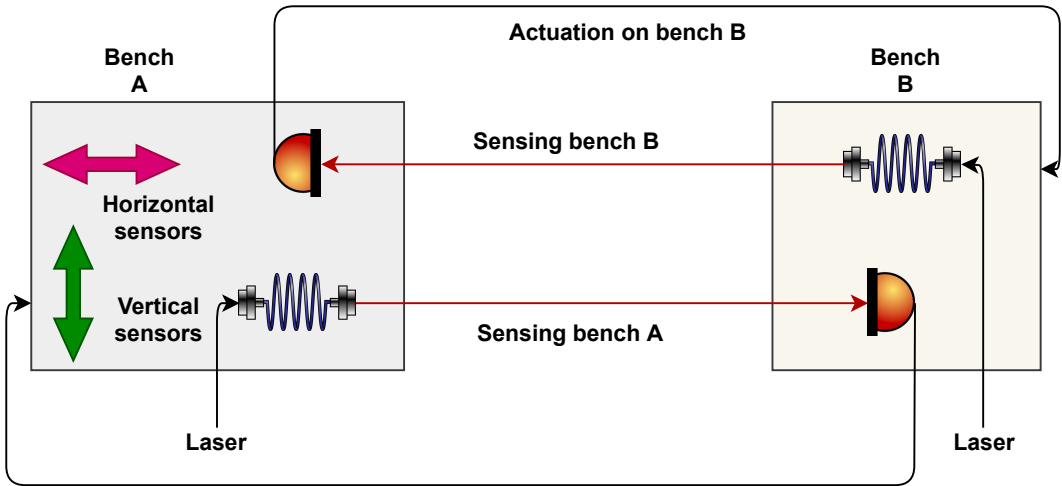 Actuation on bench B
Bench
A
Bench
B
Sensing bench B
Horizontal
sensors
Vertical
sensors
Sensing bench A
Laser
Laser